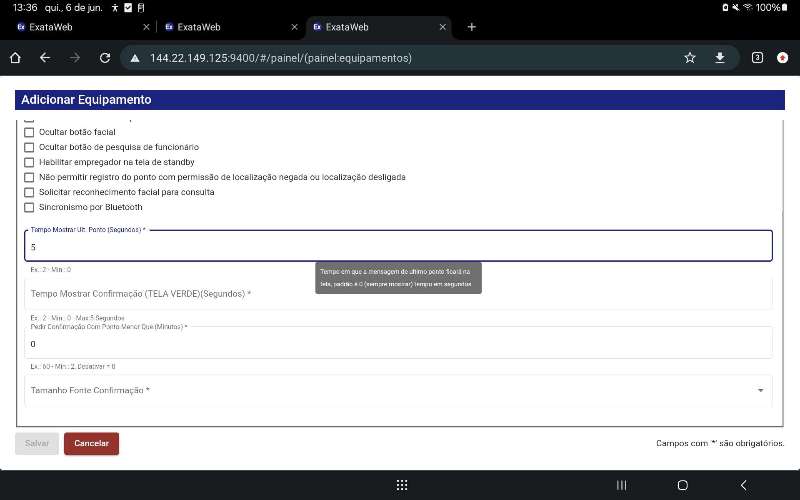 13:36 qui., 6 de jun.
100%
ExataWeb
ExataWeb
ExataWeb
144.22.149.125:9400/#/painel/(painel:equipamentos)
3
Adicionar Equipamento
Ocultar botão facial
Ocultar botão de pesquisa de funcionário
Habilitar empregador na tela de standby
Não permitir registro do ponto com permissão de localização negada ou localização desligada
Solicitar reconhecimento facial para consulta
Sincronismo por Bluetooth
Tempo Mostrar Ult. Ponto (Segundos) *
5
Ex.: 2 - Min.: 0
Tempo em que a mensagem de ultimo ponto ficará na
tela, padrão é 0 (sempre mostrar) tempo em segundos
Tempo Mostrar Confirmação (TELA VERDE)(Segundos) *
Ex.: 2 - Min.: 0 - Max 5 Segundos
Pedir Confirmação Com Ponto Menor Que (Minutos) *
0
Ex.: 60 - Min.: 2, Desativar = 0
Tamanho Fonte Confirmação *
Salvar
Cancelar
Campos com '*' são obrigatórios.